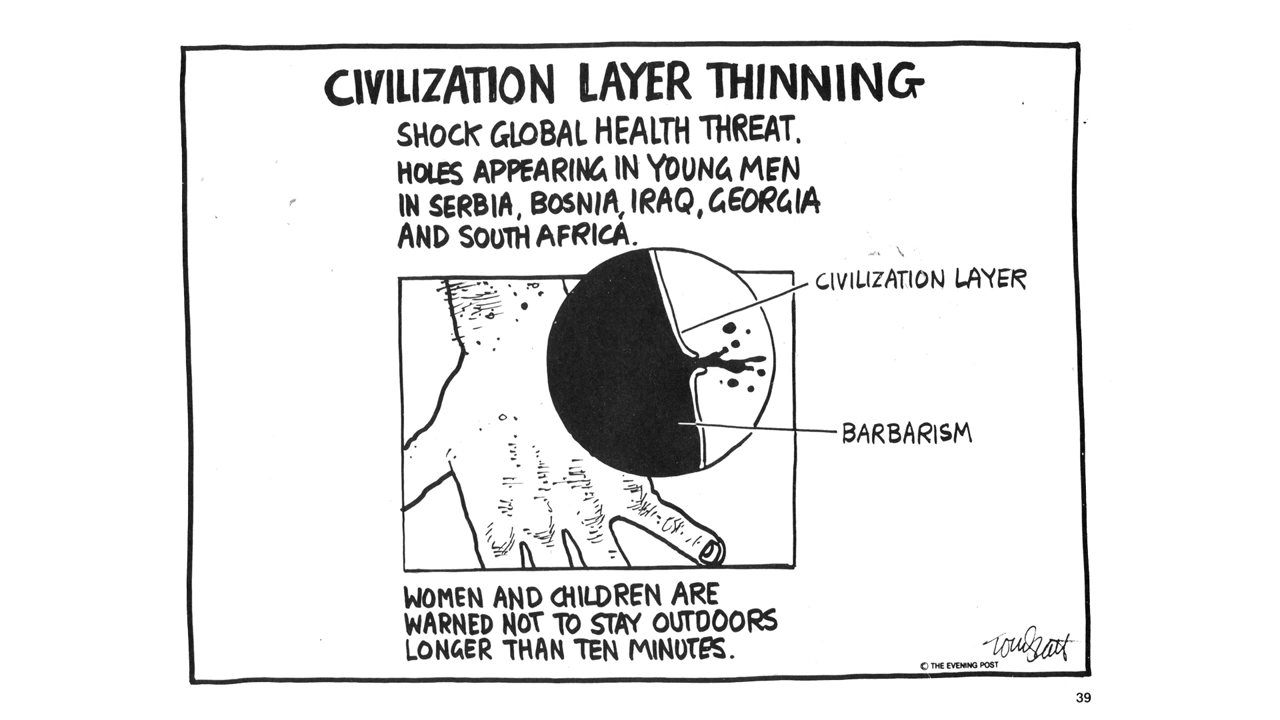 CIVILIZATION LAYER THINNING
SHOCK GLOBAL HEALTH THREAT.
HOLES APPEARING IN YOUNG MEN
IN SERBIA, BOSNIA, IRAQ, GEORGIA
AND SOUTH AFRICA.
CIVILIZATION LAYER
BARBARISM
WOMEN AND CHILDREN ARE
WARNED NOT TO STAY OUTDOORS
LONGER THAN TEN MINUTES.
Tom Scott
© THE EVENING POST
39